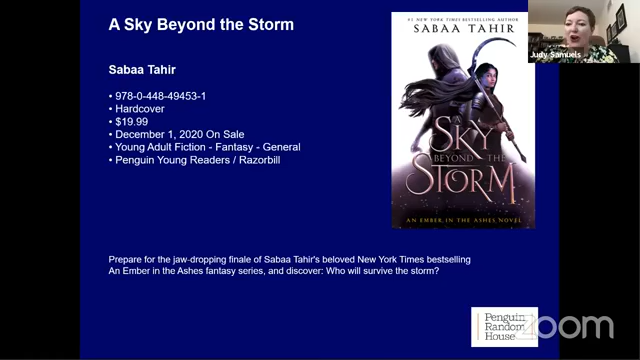 A Sky Beyond the Storm
Sabaa Tahir
• 978-0-448-49453-1
• Hardcover
• $19.99
• December 1, 2020 On Sale
• Young Adult Fiction - Fantasy - General
• Penguin Young Readers / Razorbill
#1 NEW YORK TIMES BESTSELLING AUTHOR
SABAA TAHIR
A
SKY
BEYOND THE
STORM
AN EMBER IN THE ASHES NOVEL
Judy Samuels
Prepare for the jaw-dropping finale of Sabaa Tahir's beloved New York Times bestselling
An Ember in the Ashes fantasy series, and discover: Who will survive the storm?
Penguin
Random
House
zoom